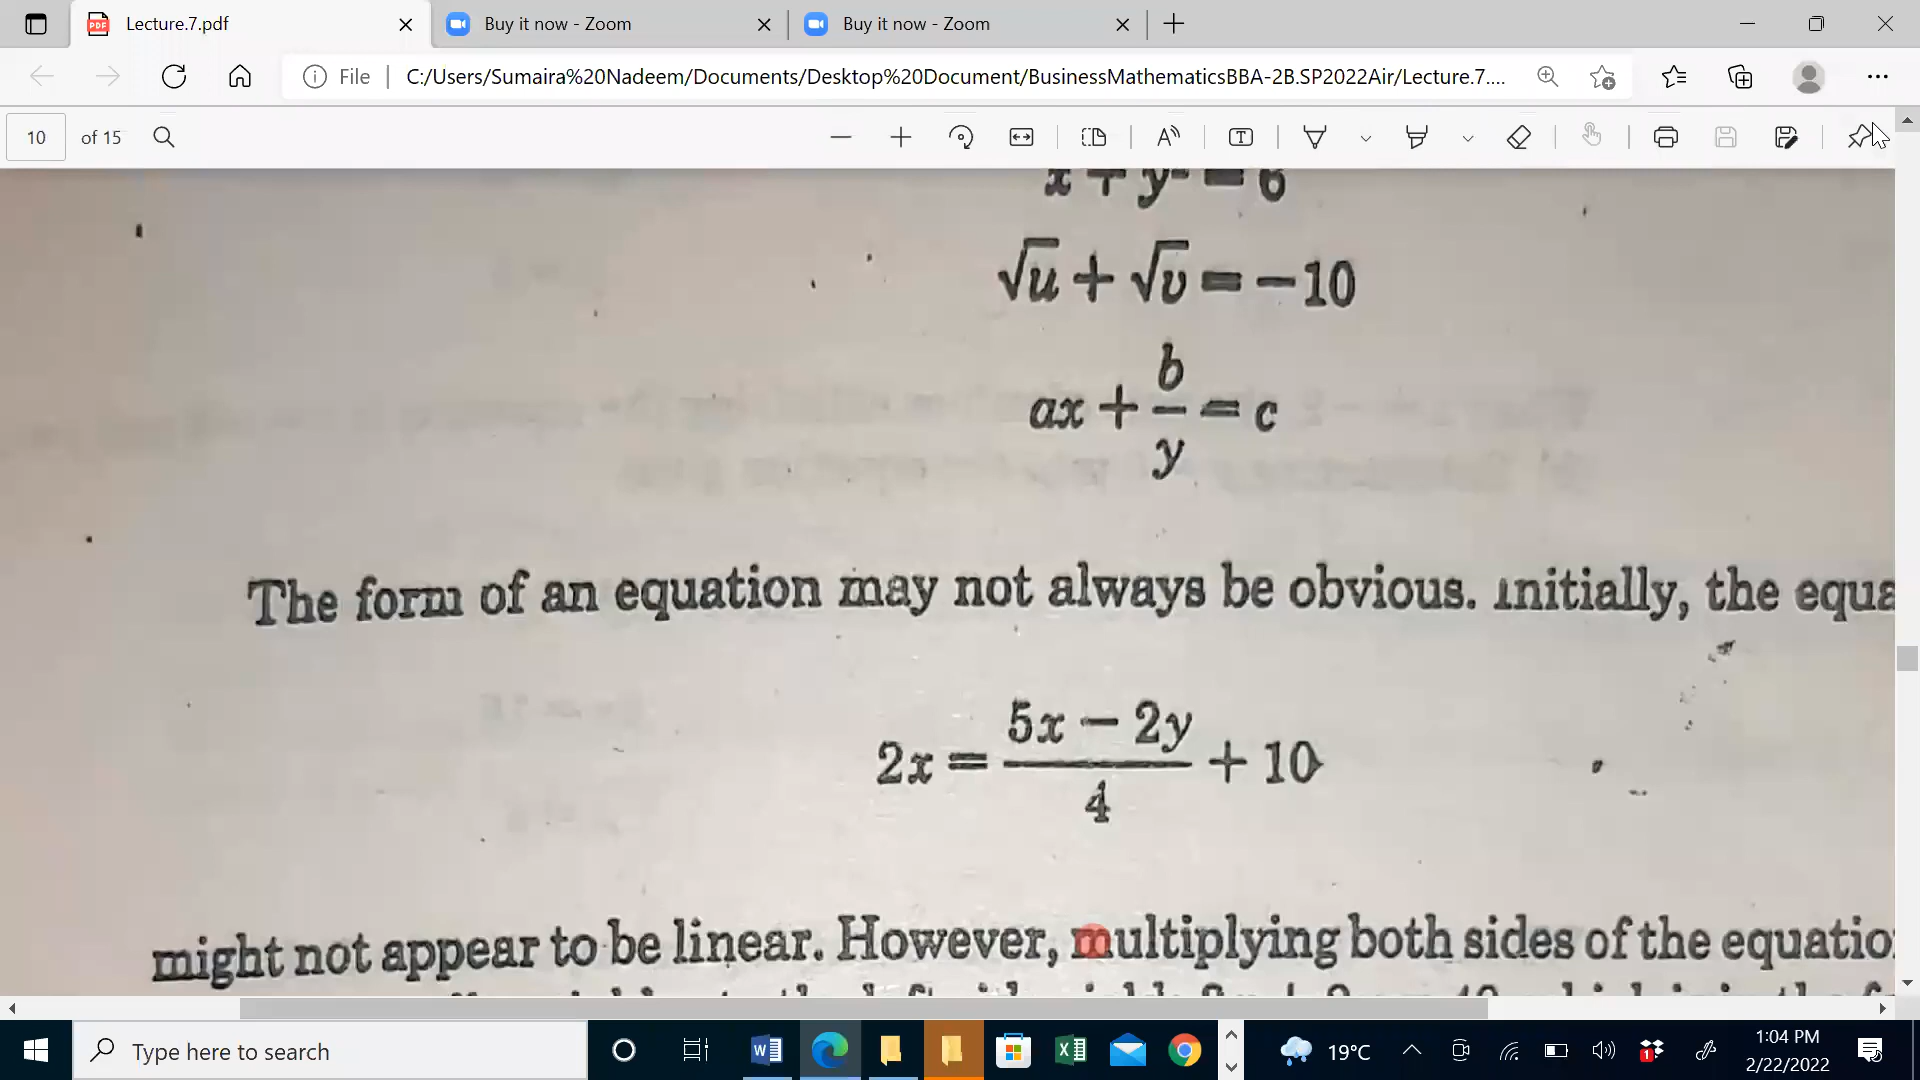 Lecture.7.pdf
Buy it now - Zoom
Buy it now - Zoom
File
C:/Users/Sumaira%20Nadeem/Documents/Desktop%20Document/BusinessMathematicsBBA-2B.SP2022Air/Lecture.7....
10 of 15
x + y² = 6
√u + √v = −10
ax + b/y = c
The form of an equation may not always be obvious. Initially, the equa
2x = (5x − 2y)/4 + 10
might not appear to be linear. However, multiplying both sides of the equatio
Type here to search
19°C
1:04 PM
2/22/2022